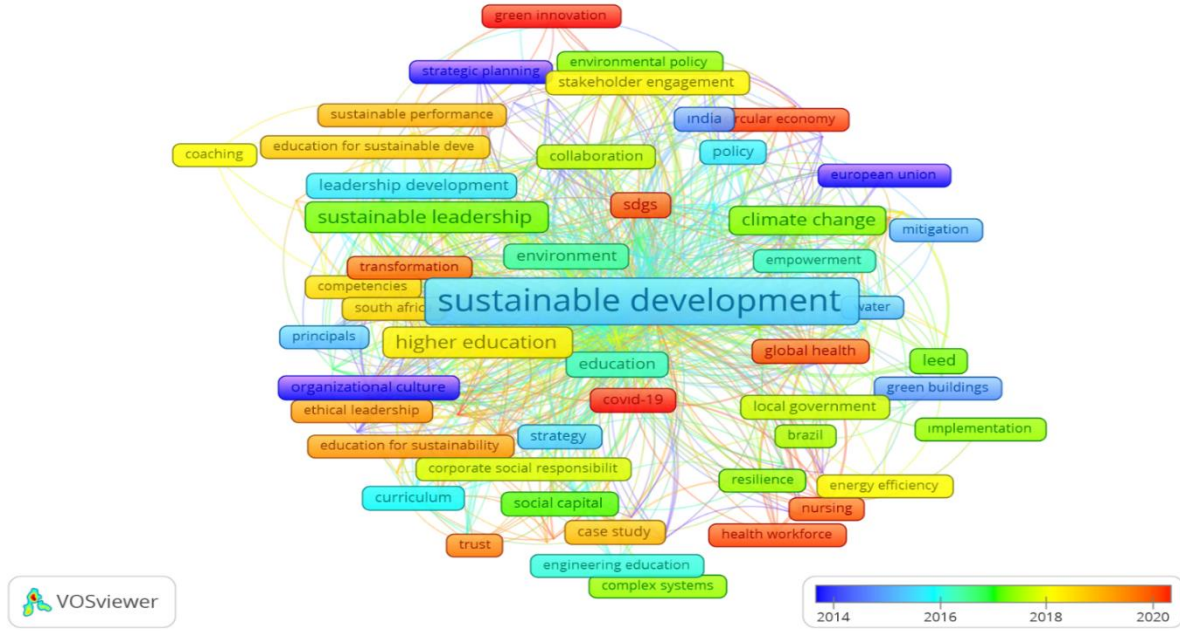 green innovation
environmental policy
strategic planning
stakeholder engagement
sustainable performance
india
rcular economy
coaching
education for sustainable deve
collaboration
policy
european union
leadership development
sdgs
sustainable leadership
climate change
mitigation
environment
empowerment
transformation
competencies
sustainable development
south afric
water
principals
higher education
global health
education
leed
organizational culture
green buildings
covid-19
ethical leadership
local government
implementation
education for sustainability
strategy
brazil
corporate social responsibilit
resilience
energy efficiency
curriculum
social capital
nursing
case study
health workforce
trust
engineering education
complex systems
VOSviewer
2014 2016 2018 2020